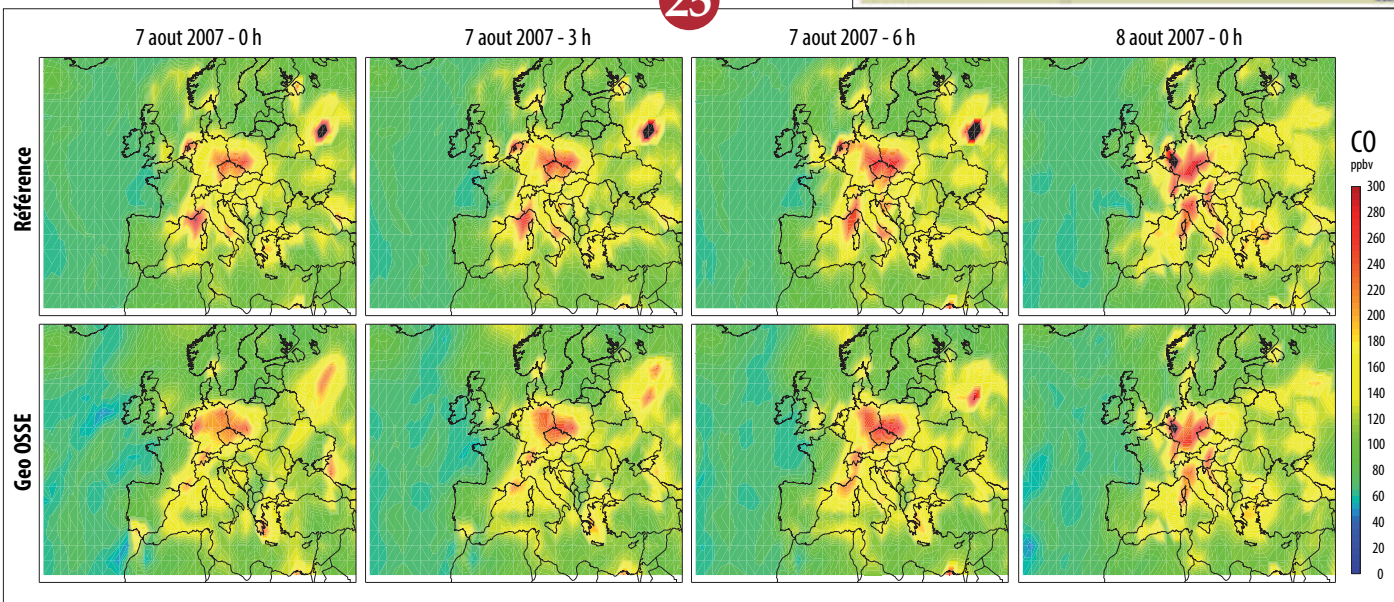 25
7 aout 2007 - 0 h
7 aout 2007 - 3 h
7 aout 2007 - 6 h
8 aout 2007 - 0 h
Référence
Geo OSSE
CO
ppbv
300
280
260
240
220
200
180
160
140
120
100
80
60
40
20
0